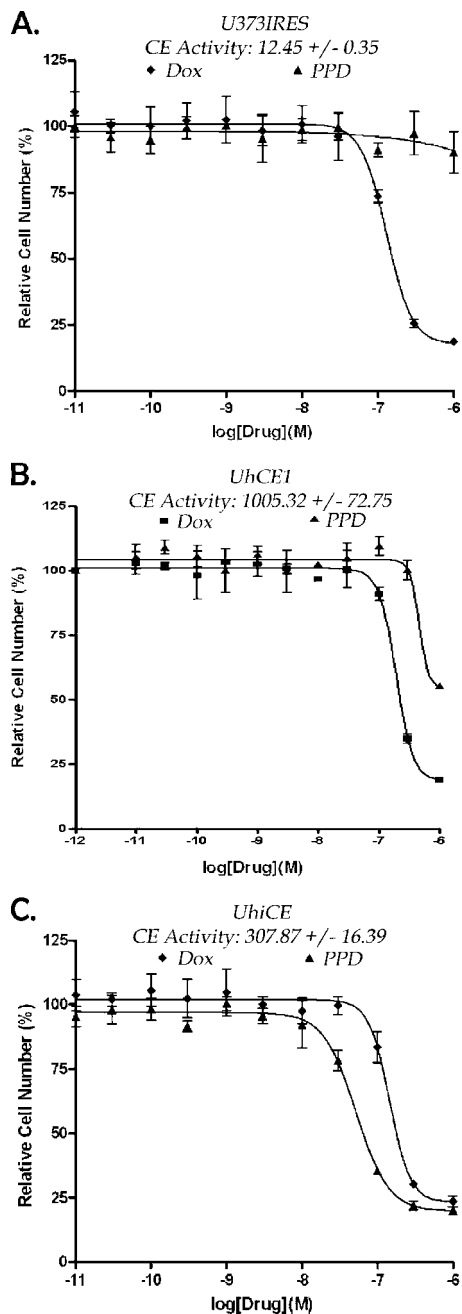 A.
U373IRES
CE Activity: 12.45 +/- 0.35
Dox PPD
125
100
75
50
25
0
Relative Cell Number (%)
-11 -10 -9 -8 -7 -6
log[Drug](M)
B.
UhCE1
CE Activity: 1005.32 +/- 72.75
Dox PPD
125
100
75
50
25
0
Relative Cell Number (%)
-12 -11 -10 -9 -8 -7 -6
log[Drug](M)
C.
UhiCE
CE Activity: 307.87 +/- 16.39
Dox PPD
125
100
75
50
25
0
Relative Cell Number (%)
-11 -10 -9 -8 -7 -6
log[Drug](M)